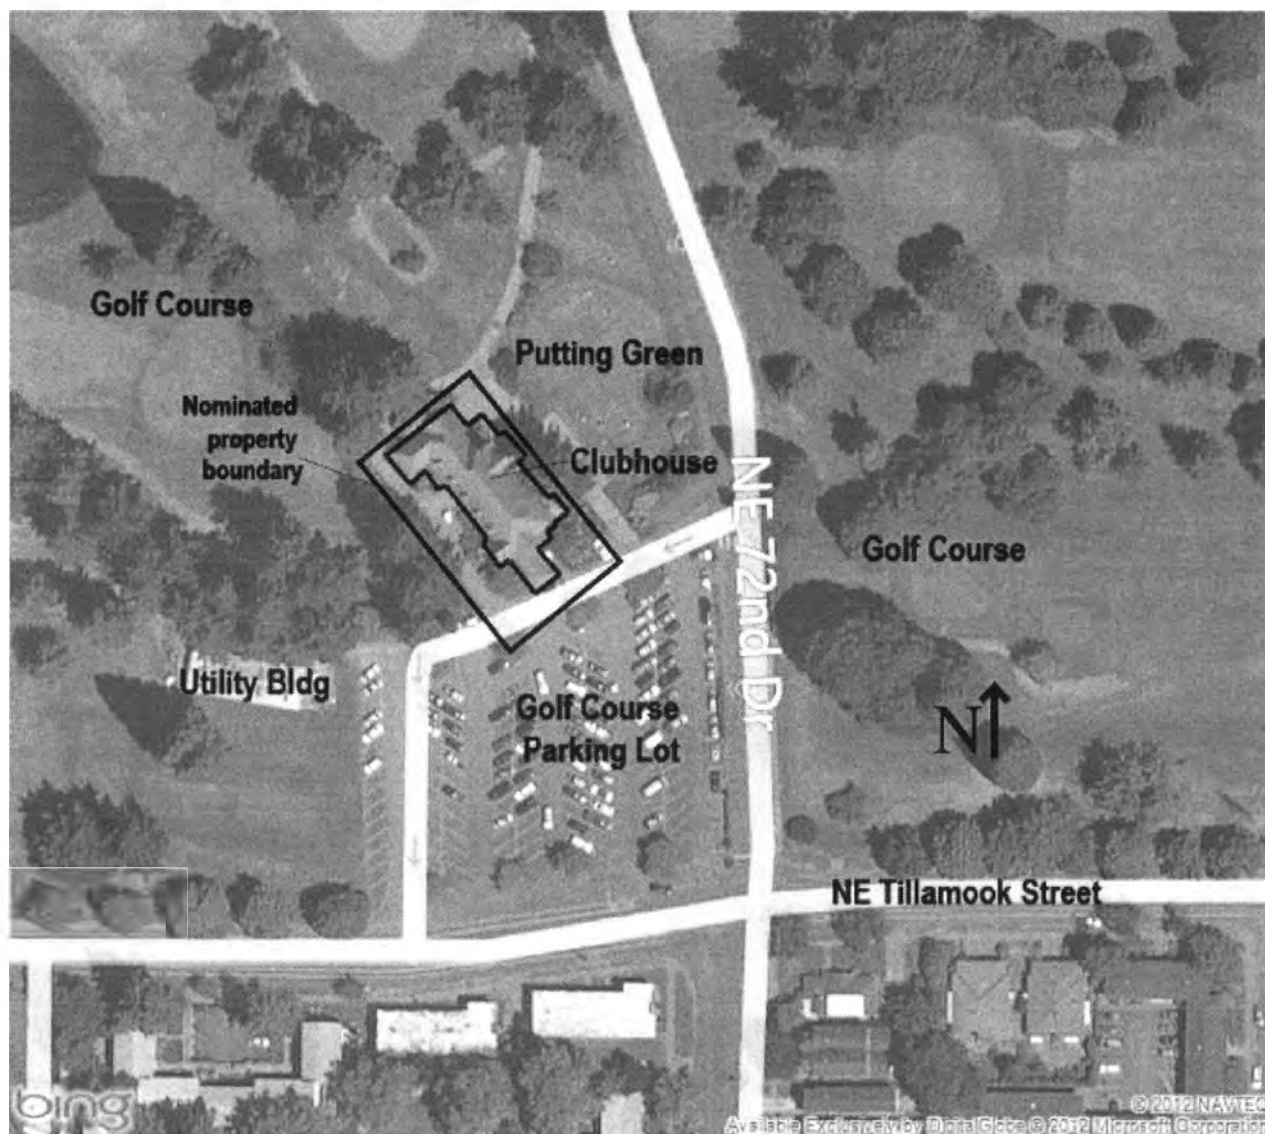 Golf Course
Putting Green
Nominated
property
boundary
Clubhouse
NE 72nd Dr
Golf Course
Utility Bldg
Golf Course
Parking Lot
N
NE Tillamook Street
bing
© 2012 NAVTEQ
Available Exclusively by DigitalGlobe © 2012 Microsoft Corporation